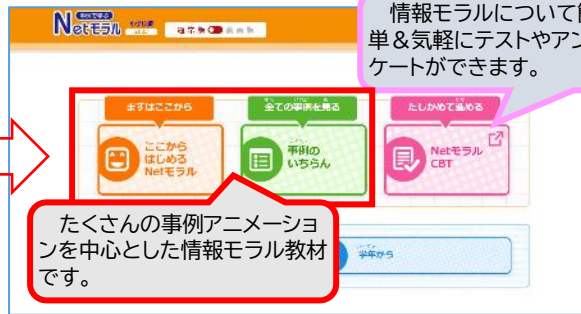 情報モラルについて
単&気軽にテストやアン
ケートができます。
事例で学ぶ
Netモラル
まずはここから
全ての事例を見る
たしかめて進める
ここから
はじめる
Netモラル
事例の
いちらん
Netモラル
CBT
たくさんの事例アニメーショ
ンを中心とした情報モラル教材
です。
学年から